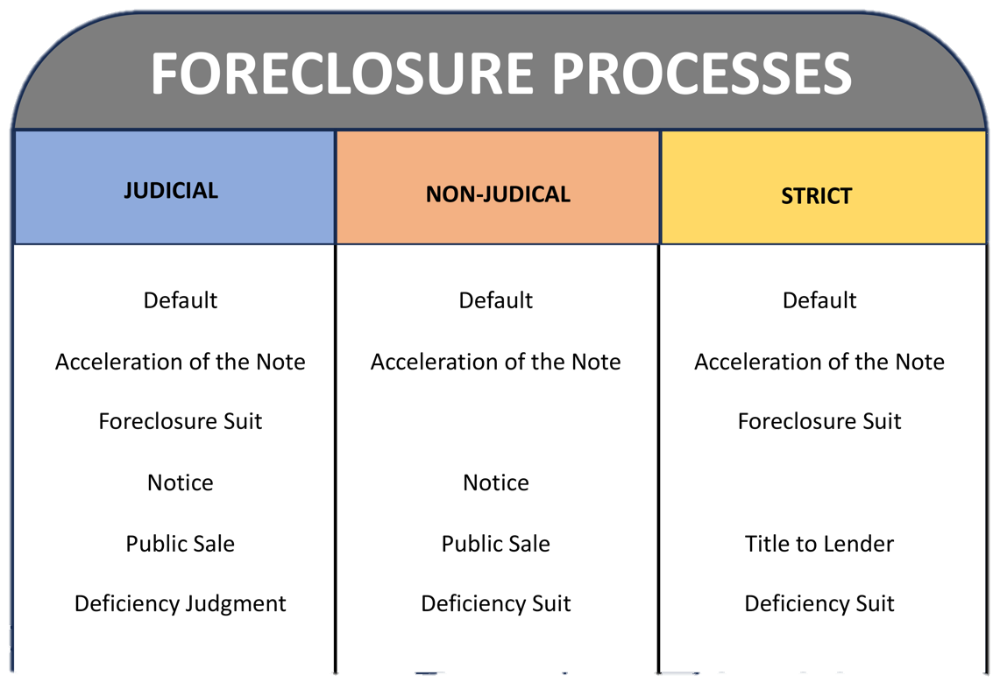 FORECLOSURE PROCESSES
JUDICIAL NON-JUDICAL STRICT
Default Default Default
Acceleration of the Note Acceleration of the Note Acceleration of the Note
Foreclosure Suit Foreclosure Suit
Notice Notice
Public Sale Public Sale Title to Lender
Deficiency Judgment Deficiency Suit Deficiency Suit